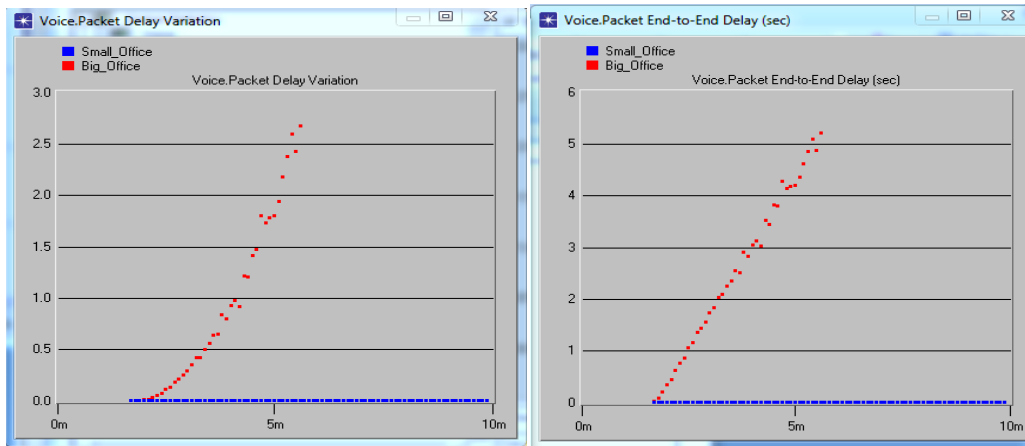 Voice.Packet Delay Variation
Small_Office
Big_Office
Voice.Packet Delay Variation
3.0
2.5
2.0
1.5
1.0
0.5
0.0
0m
5m
10m
Voice.Packet End-to-End Delay (sec)
Small_Office
Big_Office
Voice.Packet End-to-End Delay (sec)
6
5
4
3
2
1
0
0m
5m
10m